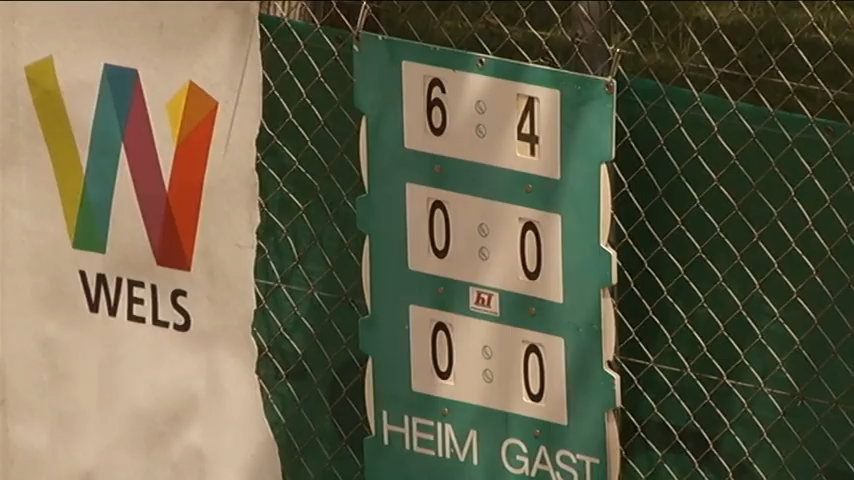 WELS
6 : 4
0 : 0
0 : 0
HEIM GAST